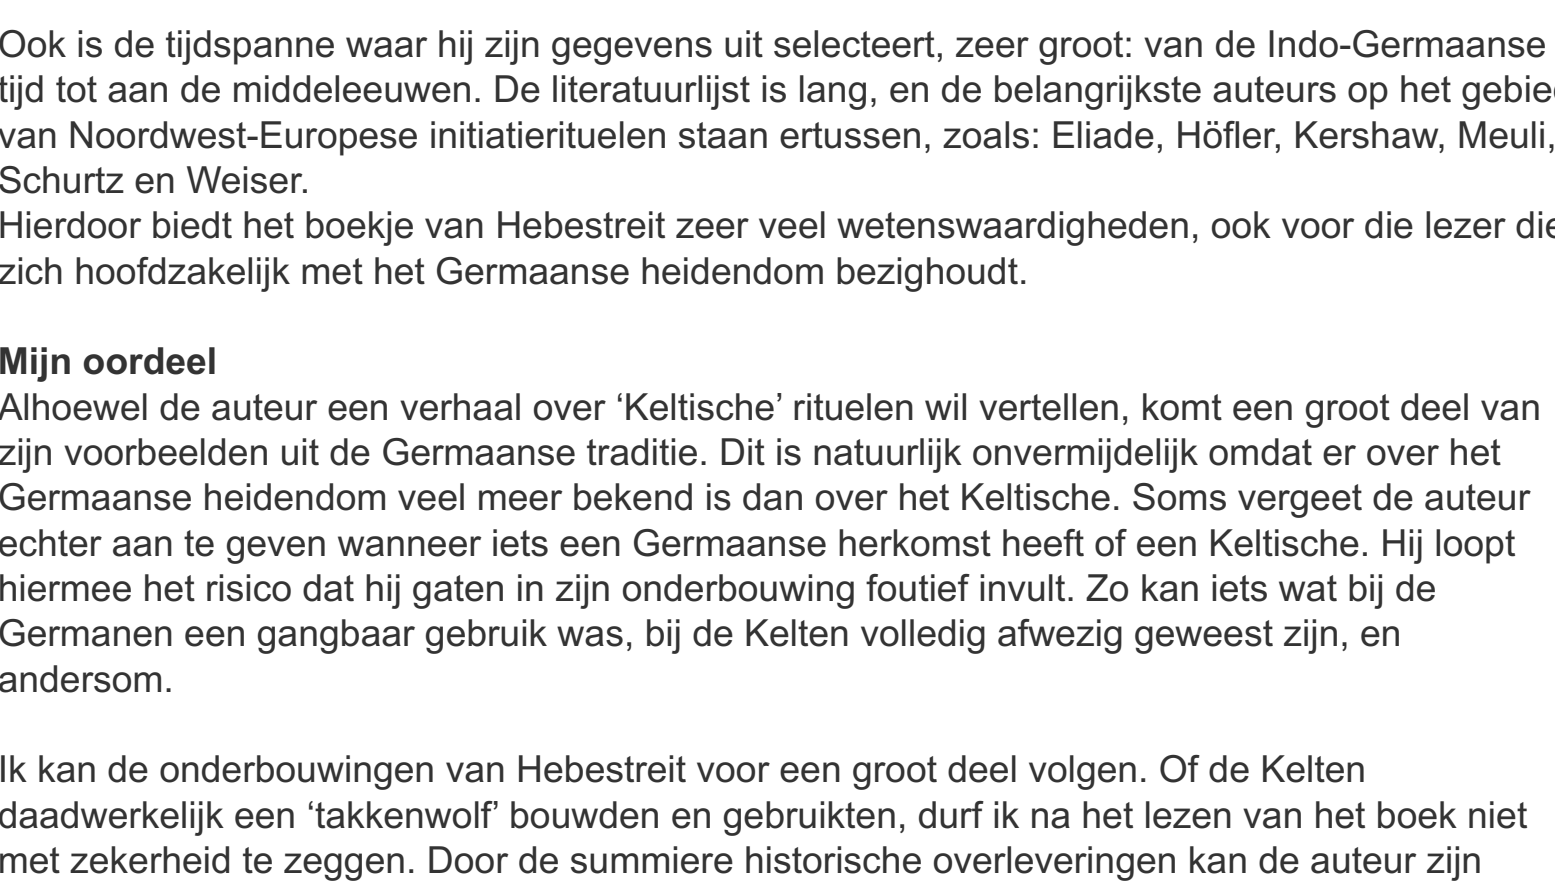 Ook is de tijdspanne waar hij zijn gegevens uit selecteert, zeer groot: van de Indo-Germaanse
tijd tot aan de middeleeuwen. De literatuurlijst is lang, en de belangrijkste auteurs op het gebied
van Noordwest-Europese initiatierituelen staan ertussen, zoals: Eliade, Höfler, Kershaw, Meuli,
Schurtz en Weiser.
Hierdoor biedt het boekje van Hebestreit zeer veel wetenswaardigheden, ook voor die lezer die
zich hoofdzakelijk met het Germaanse heidendom bezighoudt.
Mijn oordeel
Alhoewel de auteur een verhaal over ‘Keltische’ rituelen wil vertellen, komt een groot deel van
zijn voorbeelden uit de Germaanse traditie. Dit is natuurlijk onvermijdelijk omdat er over het
Germaanse heidendom veel meer bekend is dan over het Keltische. Soms vergeet de auteur
echter aan te geven wanneer iets een Germaanse herkomst heeft of een Keltische. Hij loopt
hiermee het risico dat hij gaten in zijn onderbouwing foutief invult. Zo kan iets wat bij de
Germanen een gangbaar gebruik was, bij de Kelten volledig afwezig geweest zijn, en
andersom.
Ik kan de onderbouwingen van Hebestreit voor een groot deel volgen. Of de Kelten
daadwerkelijk een ‘takkenwolf’ bouwden en gebruikten, durf ik na het lezen van het boek niet
met zekerheid te zeggen. Door de summiere historische overleveringen kan de auteur zijn